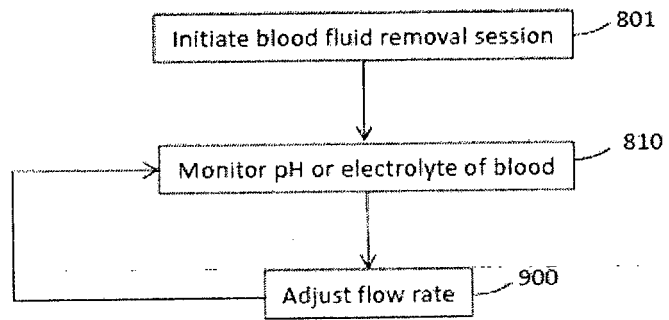 Initiate blood fluid removal session
801
Monitor pH or electrolyte of blood
810
Adjust flow rate
900